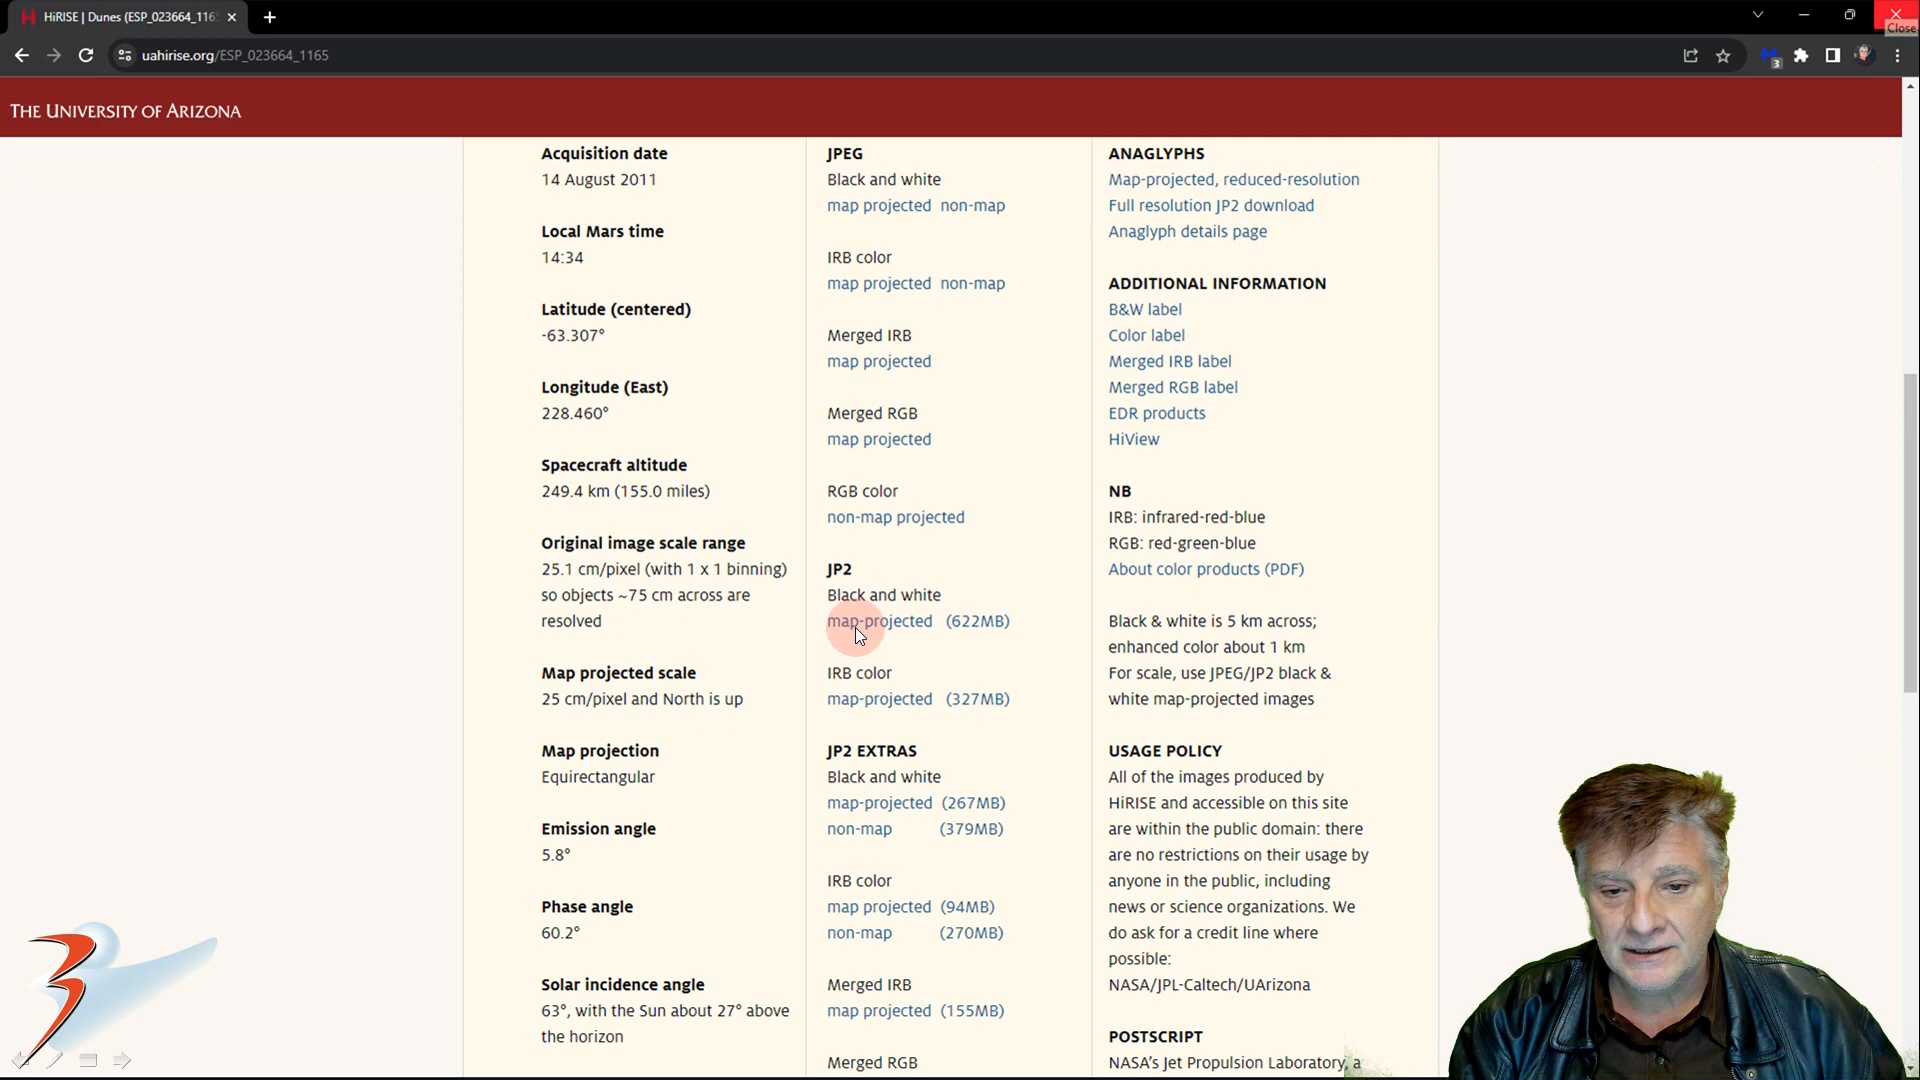 HiRISE | Dunes (ESP_023664_116
Close
uahirise.org/ESP_023664_1165
3
THE UNIVERSITY OF ARIZONA
Acquisition date
14 August 2011
Local Mars time
14:34
Latitude (centered)
-63.307°
Longitude (East)
228.460°
Spacecraft altitude
249.4 km (155.0 miles)
Original image scale range
25.1 cm/pixel (with 1 x 1 binning)
so objects ~75 cm across are
resolved
Map projected scale
25 cm/pixel and North is up
Map projection
Equirectangular
Emission angle
5.8°
Phase angle
60.2°
Solar incidence angle
63°, with the Sun about 27° above
the horizon
JPEG
Black and white
map projected non-map
IRB color
map projected non-map
Merged IRB
map projected
Merged RGB
map projected
RGB color
non-map projected
JP2
Black and white
map-projected (622MB)
IRB color
map-projected (327MB)
JP2 EXTRAS
Black and white
map-projected (267MB)
non-map (379MB)
IRB color
map projected (94MB)
non-map (270MB)
Merged IRB
map projected (155MB)
Merged RGB
ANAGLYPHS
Map-projected, reduced-resolution
Full resolution JP2 download
Anaglyph details page
ADDITIONAL INFORMATION
B&W label
Color label
Merged IRB label
Merged RGB label
EDR products
HiView
NB
IRB: infrared-red-blue
RGB: red-green-blue
About color products (PDF)
Black & white is 5 km across;
enhanced color about 1 km
For scale, use JPEG/JP2 black &
white map-projected images
USAGE POLICY
All of the images produced by
HiRISE and accessible on this site
are within the public domain: there
are no restrictions on their usage by
anyone in the public, including
news or science organizations. We
do ask for a credit line where
possible:
NASA/JPL-Caltech/UArizona
POSTSCRIPT
NASA's Jet Propulsion Laboratory, a